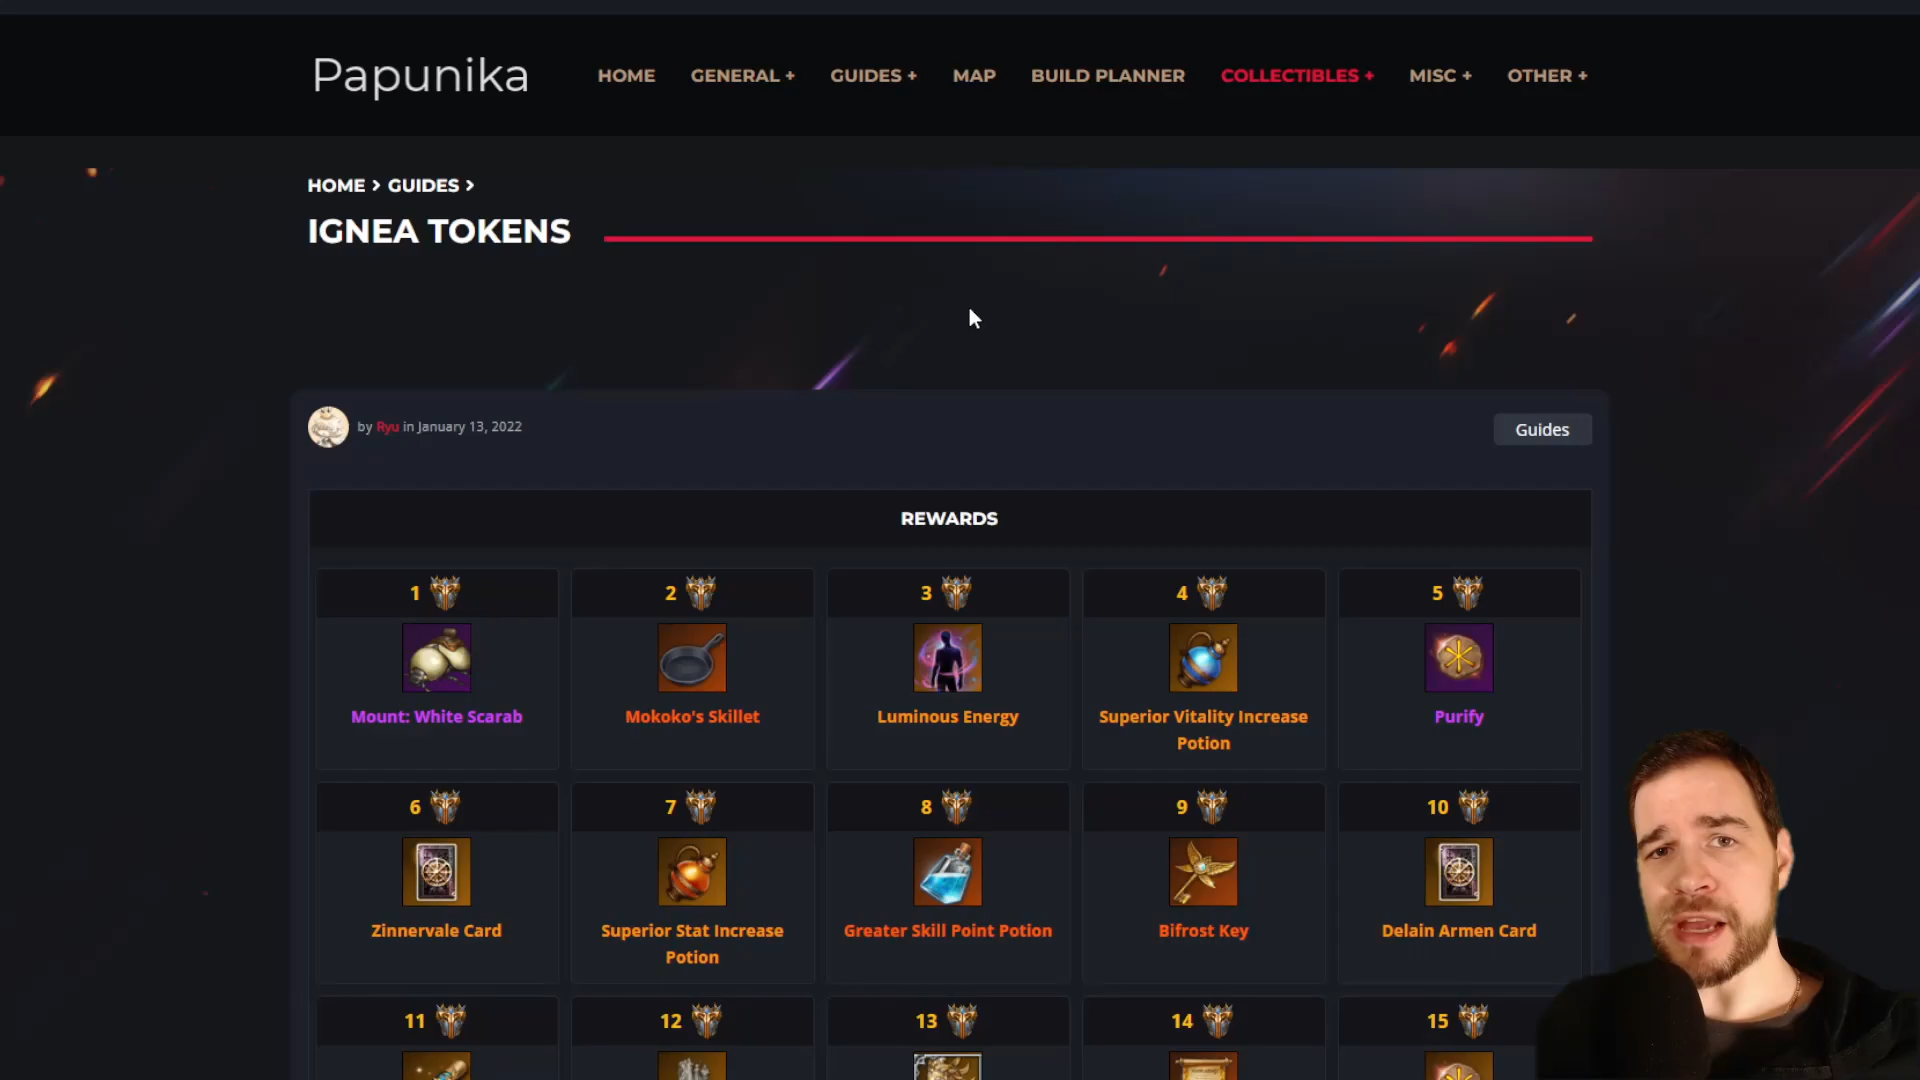 Papunika
HOME
GENERAL +
GUIDES +
MAP
BUILD PLANNER
COLLECTIBLES +
MISC +
OTHER +
HOME > GUIDES >
IGNEA TOKENS
by Ryu in January 13, 2022
Guides
REWARDS
1
2
3
4
5
Mount: White Scarab
Mokoko's Skillet
Luminous Energy
Superior Vitality Increase
Potion
Purify
6
7
8
9
10
Zinnervale Card
Superior Stat Increase
Potion
Greater Skill Point Potion
Bifrost Key
Delain Armen Card
11
12
13
14
15